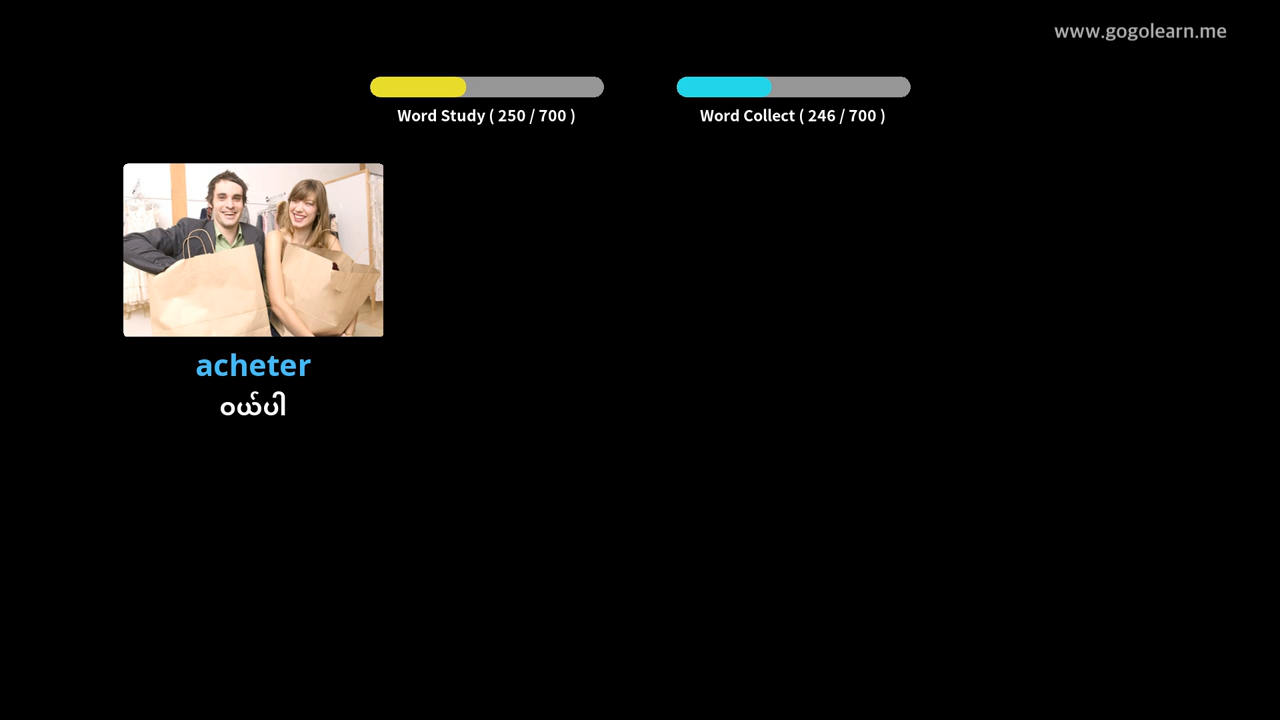 www.gogolearn.me
Word Study ( 250 / 700 )
Word Collect ( 246 / 700 )
acheter
ဝယ်ပါ